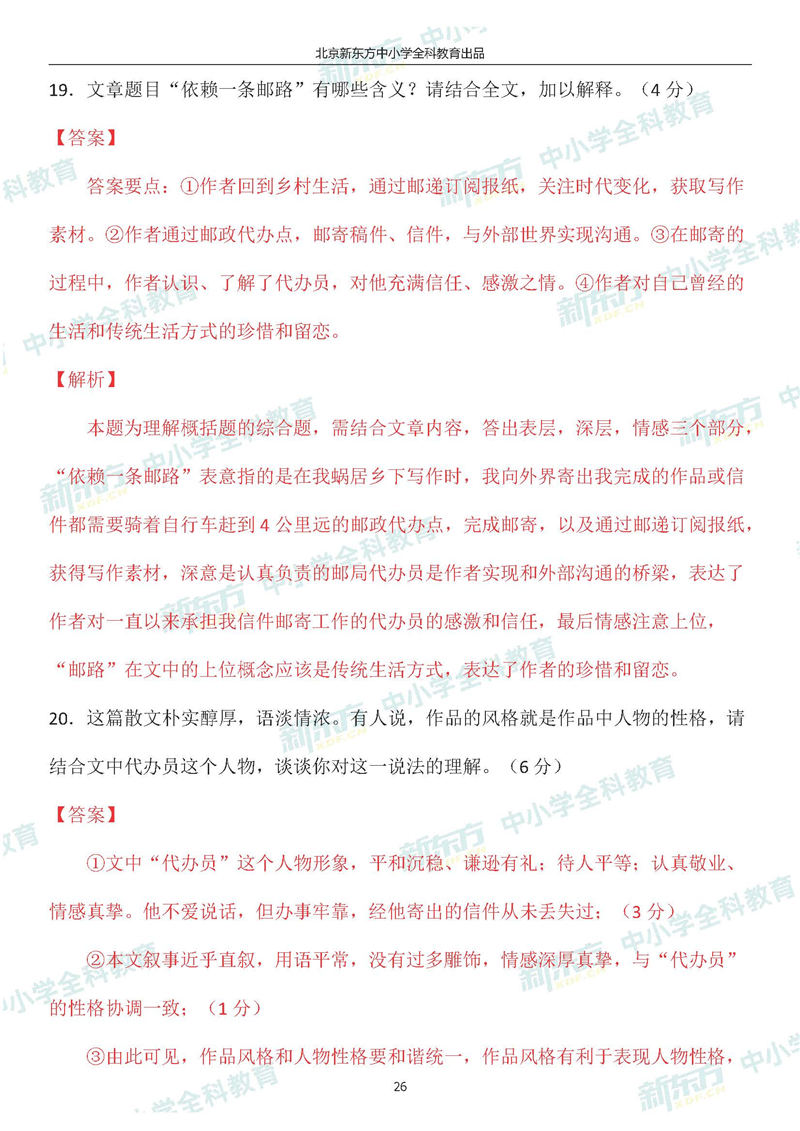 北京新东方中小学全科教育出品
19．文章题目“依赖一条邮路”有哪些含义？请结合全文，加以解释。（4 分）
【答案】
答案要点：①作者回到乡村生活，通过邮递订阅报纸，关注时代变化，获取写作
素材。②作者通过邮政代办点，邮寄稿件、信件，与外部世界实现沟通。③在邮寄的
过程中，作者认识、了解了代办员，对他充满信任、感激之情。④作者对自己曾经的
生活和传统生活方式的珍惜和留恋。
【解析】
本题为理解概括题的综合题，需结合文章内容，答出表层，深层，情感三个部分，
“依赖一条邮路”表意指的是在我蜗居乡下写作时，我向外界寄出我完成的作品或信
件都需要骑着自行车赶到 4 公里远的邮政代办点，完成邮寄，以及通过邮递订阅报纸，
获得写作素材，深意是认真负责的邮局代办员是作者实现和外部沟通的桥梁，表达了
作者对一直以来承担我信件邮寄工作的代办员的感激和信任，最后情感注意上位，
“邮路”在文中的上位概念应该是传统生活方式，表达了作者的珍惜和留恋。
20．这篇散文朴实醇厚，语淡情浓。有人说，作品的风格就是作品中人物的性格，请
结合文中代办员这个人物，谈谈你对这一说法的理解。（6 分）
【答案】
①文中“代办员”这个人物形象，平和沉稳、谦逊有礼；待人平等；认真敬业、
情感真挚。他不爱说话，但办事牢靠，经他寄出的信件从未丢失过；（3 分）
②本文叙事近乎直叙，用语平常，没有过多雕饰，情感深厚真挚，与“代办员”
的性格协调一致；（1 分）
③由此可见，作品风格和人物性格要和谐统一，作品风格有利于表现人物性格，
26